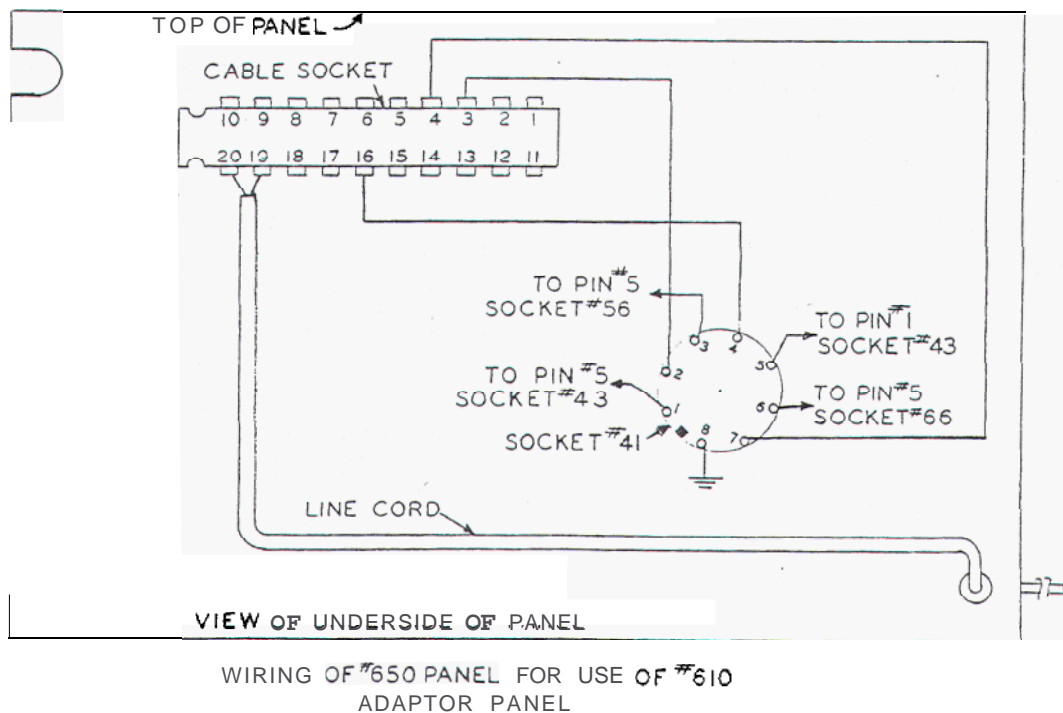 TOP OF PANEL
CABLE SOCKET
10 9 8 7 6 5 4 3 2 1
20 19 18 17 16 15 14 13 12 11
TO PIN #5
SOCKET #56
TO PIN #1
SOCKET #43
TO PIN #5
SOCKET #43
TO PIN #5
SOCKET #66
SOCKET #41
3 4
2 5
1 6
8 7
LINE CORD
VIEW OF UNDERSIDE OF PANEL
WIRING OF #650 PANEL FOR USE OF #610
ADAPTOR PANEL